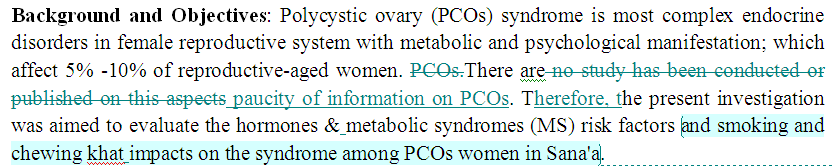 Background and Objectives: Polycystic ovary (PCOs) syndrome is most complex endocrine
disorders in female reproductive system with metabolic and psychological manifestation; which
affect 5% -10% of reproductive-aged women. PCOs.There are no study has been conducted or
published on this aspects paucity of information on PCOs. Therefore, the present investigation
was aimed to evaluate the hormones & metabolic syndromes (MS) risk factors and smoking and
chewing khat impacts on the syndrome among PCOs women in Sana'a.